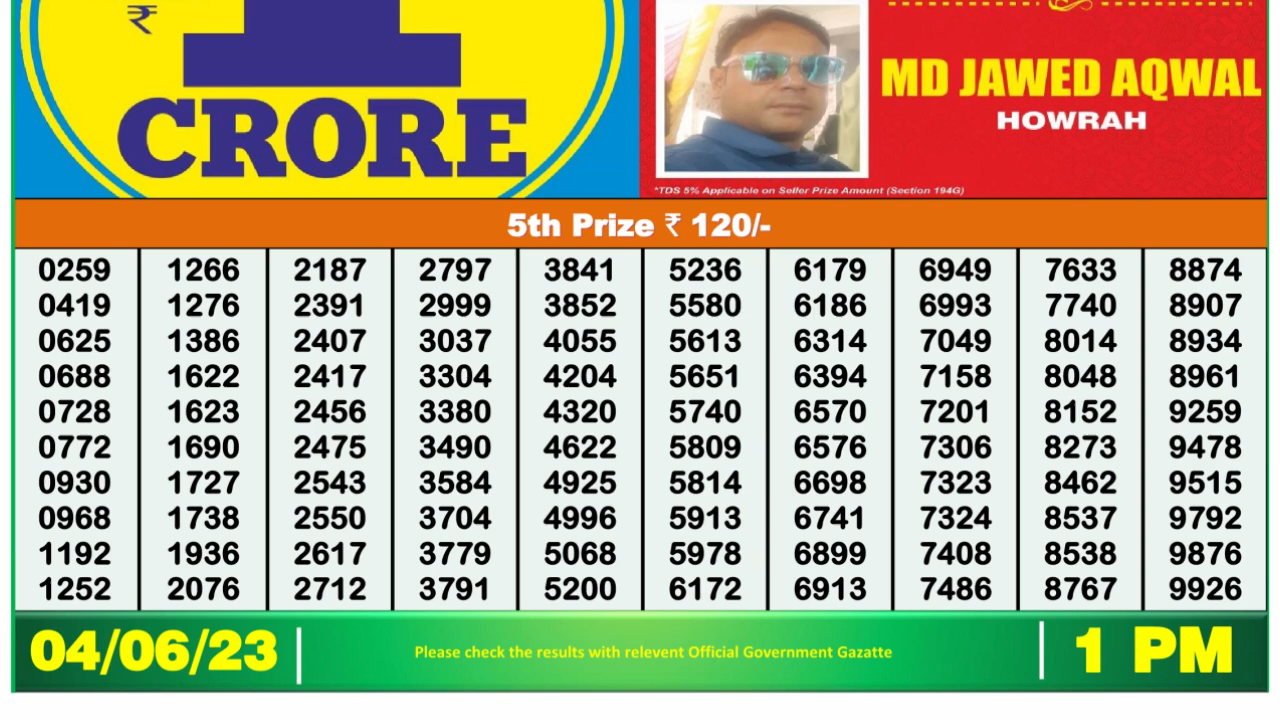 ₹
CRORE
MD JAWED AQWAL
HOWRAH
*TDS 5% Applicable on Seller Prize Amount (Section 194G)
5th Prize ₹ 120/-
0259 1266 2187 2797 3841 5236 6179 6949 7633 8874
0419 1276 2391 2999 3852 5580 6186 6993 7740 8907
0625 1386 2407 3037 4055 5613 6314 7049 8014 8934
0688 1622 2417 3304 4204 5651 6394 7158 8048 8961
0728 1623 2456 3380 4320 5740 6570 7201 8152 9259
0772 1690 2475 3490 4622 5809 6576 7306 8273 9478
0930 1727 2543 3584 4925 5814 6698 7323 8462 9515
0968 1738 2550 3704 4996 5913 6741 7324 8537 9792
1192 1936 2617 3779 5068 5978 6899 7408 8538 9876
1252 2076 2712 3791 5200 6172 6913 7486 8767 9926
04/06/23
Please check the results with relevent Official Government Gazatte
1 PM